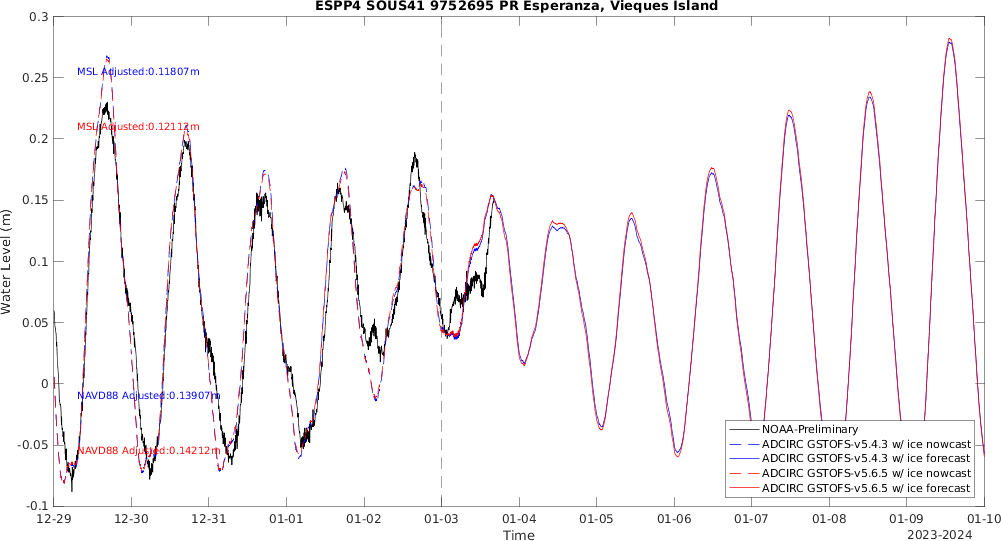 ESPP4 SOUS41 9752695 PR Esperanza, Vieques Island
0.3
0.25
0.2
0.15
0.1
0.05
0
-0.05
-0.1
Water Level (m)
MSL Adjusted:0.11807m
MSL Adjusted:0.12112m
NAVD88 Adjusted:0.13907m
NAVD88 Adjusted:0.14212m
NOAA-Preliminary
ADCIRC GSTOFS-v5.4.3 w/ ice nowcast
ADCIRC GSTOFS-v5.4.3 w/ ice forecast
ADCIRC GSTOFS-v5.6.5 w/ ice nowcast
ADCIRC GSTOFS-v5.6.5 w/ ice forecast
12-29 12-30 12-31 01-01 01-02 01-03 01-04 01-05 01-06 01-07 01-08 01-09 01-10
Time
2023-2024